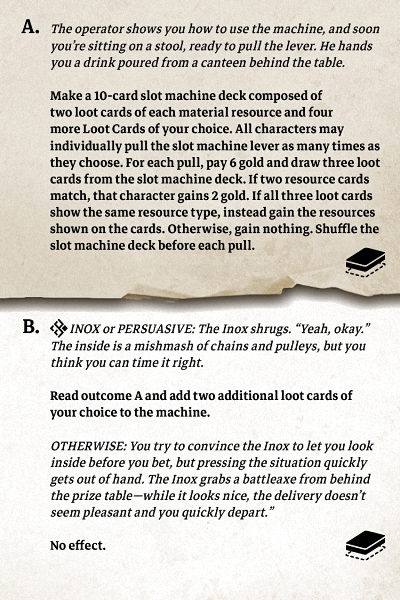 A. The operator shows you how to use the machine, and soon
you’re sitting on a stool, ready to pull the lever. He hands
you a drink poured from a canteen behind the table.
Make a 10-card slot machine deck composed of
two loot cards of each material resource and four
more Loot Cards of your choice. All characters may
individually pull the slot machine lever as many times as
they choose. For each pull, pay 6 gold and draw three loot
cards from the slot machine deck. If two resource cards
match, that character gains 2 gold. If all three loot cards
show the same resource type, instead gain the resources
shown on the cards. Otherwise, gain nothing. Shuffle the
slot machine deck before each pull.
B. INOX or PERSUASIVE: The Inox shrugs. “Yeah, okay.”
The inside is a mishmash of chains and pulleys, but you
think you can time it right.
Read outcome A and add two additional loot cards of
your choice to the machine.
OTHERWISE: You try to convince the Inox to let you look
inside before you bet, but pressing the situation quickly
gets out of hand. The Inox grabs a battleaxe from behind
the prize table—while it looks nice, the delivery doesn’t
seem pleasant and you quickly depart.”
No effect.